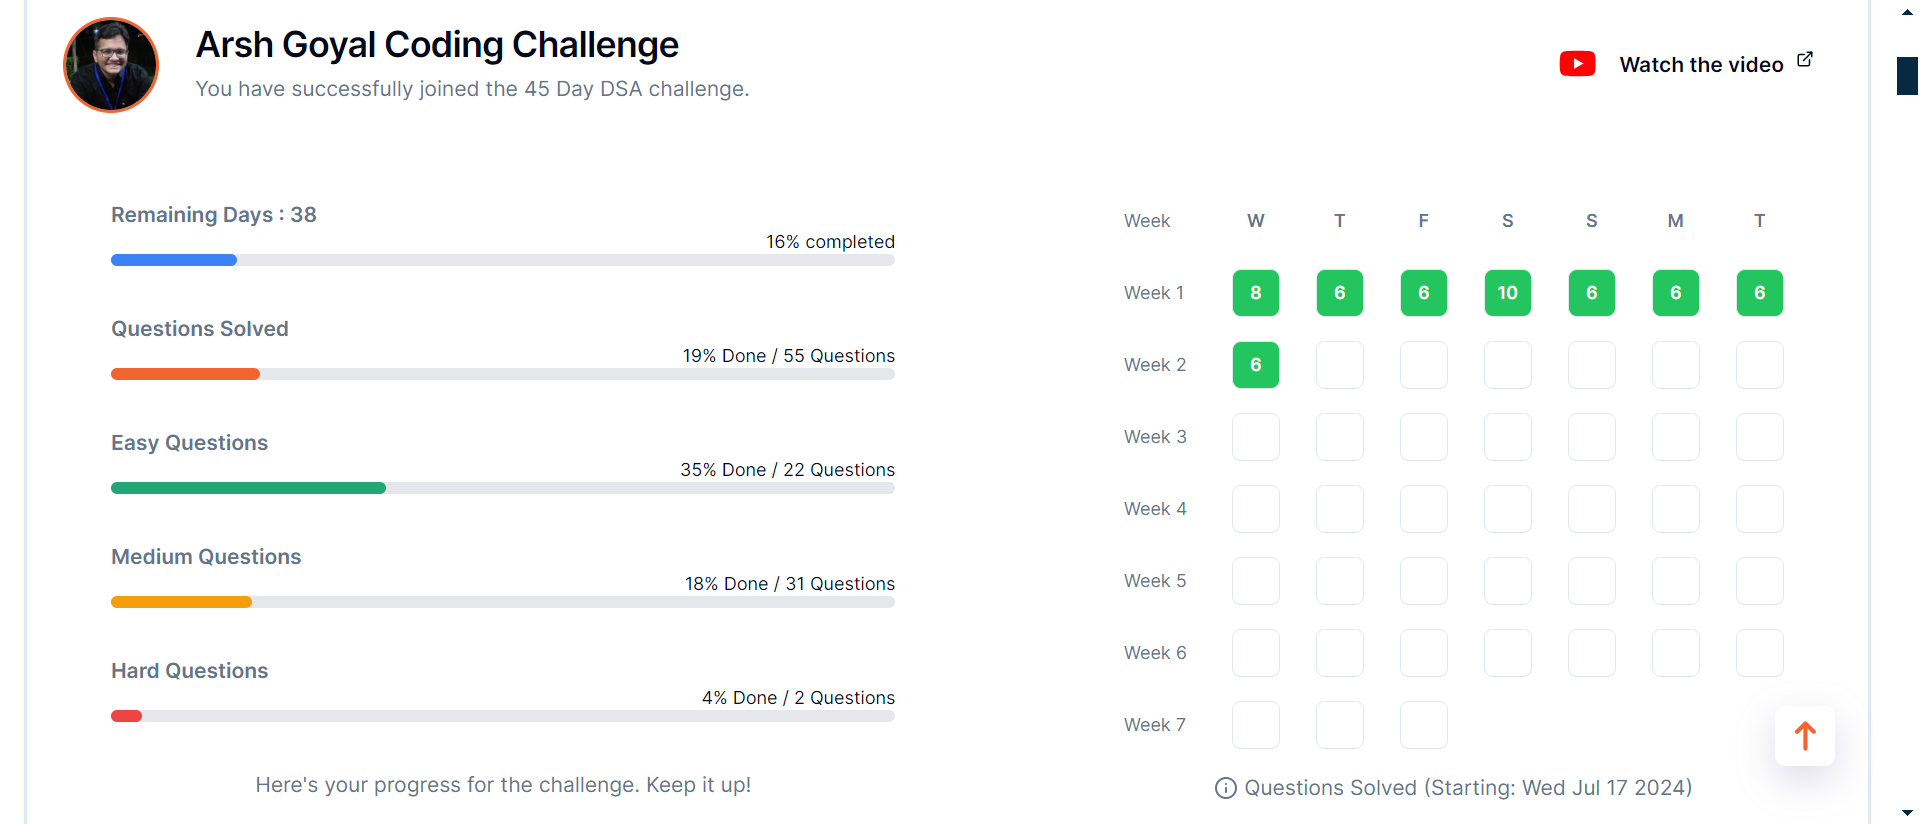 Arsh Goyal Coding Challenge
You have successfully joined the 45 Day DSA challenge.
Watch the video
Remaining Days : 38
16% completed
Questions Solved
19% Done / 55 Questions
Easy Questions
35% Done / 22 Questions
Medium Questions
18% Done / 31 Questions
Hard Questions
4% Done / 2 Questions
Here's your progress for the challenge. Keep it up!
Week W T F S S M T
Week 1 8 6 6 10 6 6 6
Week 2 6
Week 3
Week 4
Week 5
Week 6
Week 7
Questions Solved (Starting: Wed Jul 17 2024)